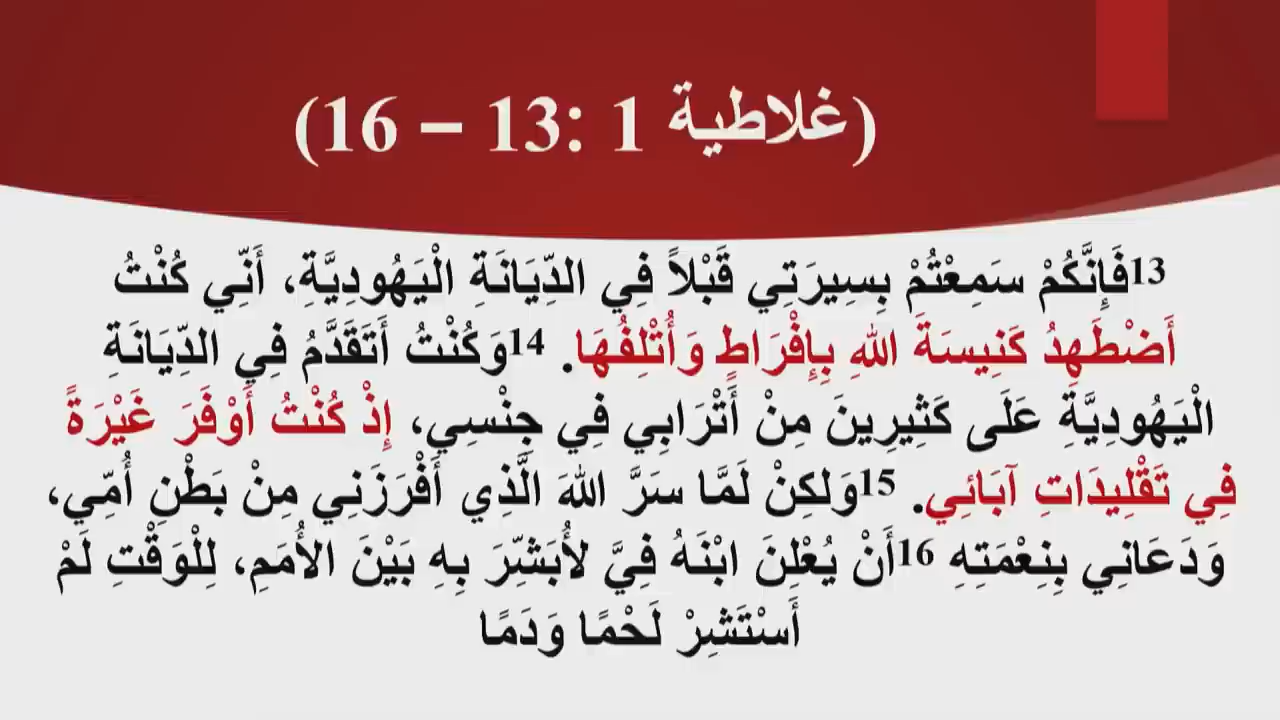 (غلاطية 1 :13 – 16)
13فَإِنَّكُمْ سَمِعْتُمْ بِسِيرَتِي قَبْلاً فِي الدِّيَانَةِ الْيَهُودِيَّةِ، أَنِّي كُنْتُ
أَضْطَهِدُ كَنِيسَةَ اللهِ بِإِفْرَاطٍ وَأُتْلِفُهَا. 14وَكُنْتُ أَتَقَدَّمُ فِي الدِّيَانَةِ
الْيَهُودِيَّةِ عَلَى كَثِيرِينَ مِنْ أَتْرَابِي فِي جِنْسِي، إِذْ كُنْتُ أَوْفَرَ غَيْرَةً
فِي تَقْلِيدَاتِ آبَائِي. 15وَلكِنْ لَمَّا سَرَّ اللهَ الَّذِي أَفْرَزَنِي مِنْ بَطْنِ أُمِّي،
وَدَعَانِي بِنِعْمَتِهِ 16أَنْ يُعْلِنَ ابْنَهُ فِيَّ لأُبَشِّرَ بِهِ بَيْنَ الأُمَمِ، لِلْوَقْتِ لَمْ
أَسْتَشِرْ لَحْمًا وَدَمًا